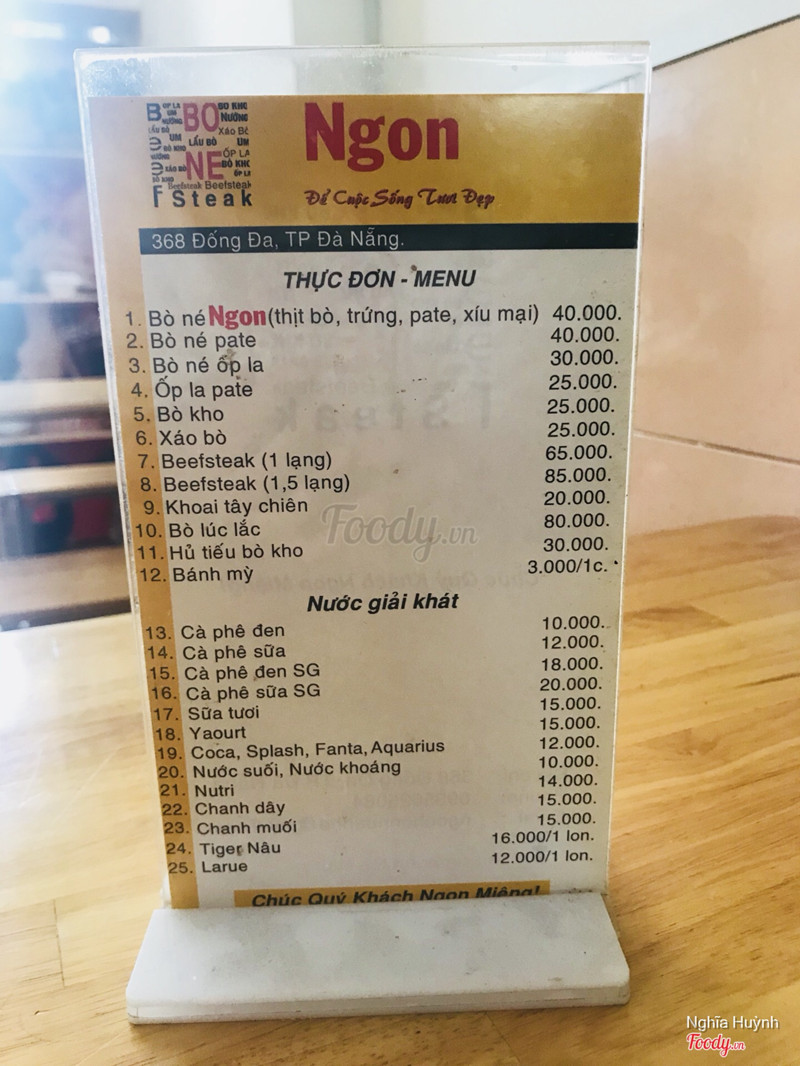 BÒ NÉ
Beefsteak Beefsteak
Steak
Ngon
Để Cuộc Sống Tươi Đẹp
368 Đống Đa, TP Đà Nẵng.
THỰC ĐƠN - MENU
1. Bò né Ngon (thịt bò, trứng, pate, xíu mại) 40.000.
2. Bò né pate 40.000.
3. Bò né ốp la 30.000.
4. Ốp la pate 25.000.
5. Bò kho 25.000.
6. Xáo bò 25.000.
7. Beefsteak (1 lạng) 65.000.
8. Beefsteak (1,5 lạng) 85.000.
9. Khoai tây chiên 20.000.
10. Bò lúc lắc 80.000.
11. Hủ tiếu bò kho 30.000.
12. Bánh mỳ 3.000/1c.
Nước giải khát
13. Cà phê đen 10.000.
14. Cà phê sữa 12.000.
15. Cà phê đen SG 18.000.
16. Cà phê sữa SG 20.000.
17. Sữa tươi 15.000.
18. Yaourt 15.000.
19. Coca, Splash, Fanta, Aquarius 12.000.
20. Nước suối, Nước khoáng 10.000.
21. Nutri 14.000.
22. Chanh dây 15.000.
23. Chanh muối 15.000.
24. Tiger Nâu 16.000/1 lon.
25. Larue 12.000/1 lon.
Chúc Quý Khách Ngon Miệng!
Foody.vn
Nghĩa Huỳnh
Foody.vn